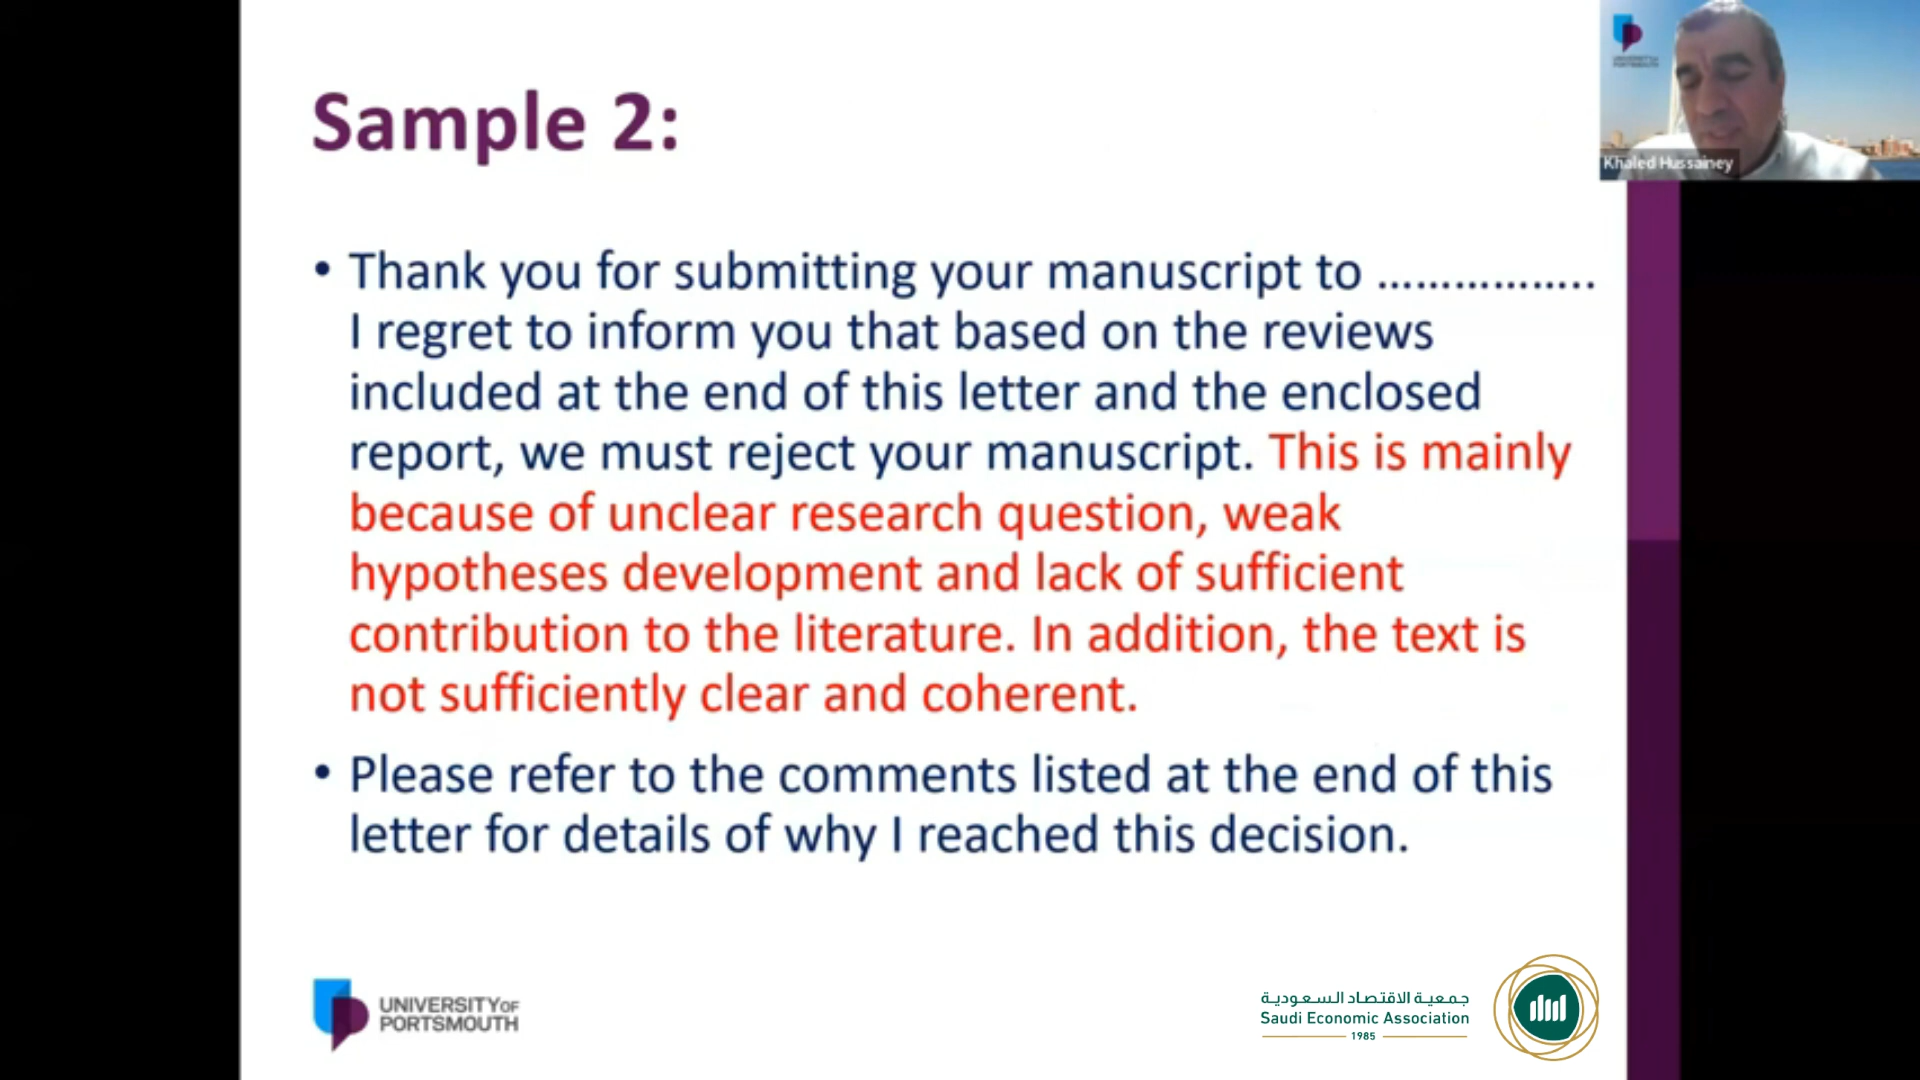 Sample 2:
• Thank you for submitting your manuscript to ……………..
I regret to inform you that based on the reviews
included at the end of this letter and the enclosed
report, we must reject your manuscript. This is mainly
because of unclear research question, weak
hypotheses development and lack of sufficient
contribution to the literature. In addition, the text is
not sufficiently clear and coherent.
• Please refer to the comments listed at the end of this
letter for details of why I reached this decision.
UNIVERSITY OF
PORTSMOUTH
جمعية الاقتصاد السعودية
Saudi Economic Association
1985
UNIVERSITY OF
PORTSMOUTH
Khaled Hussainey